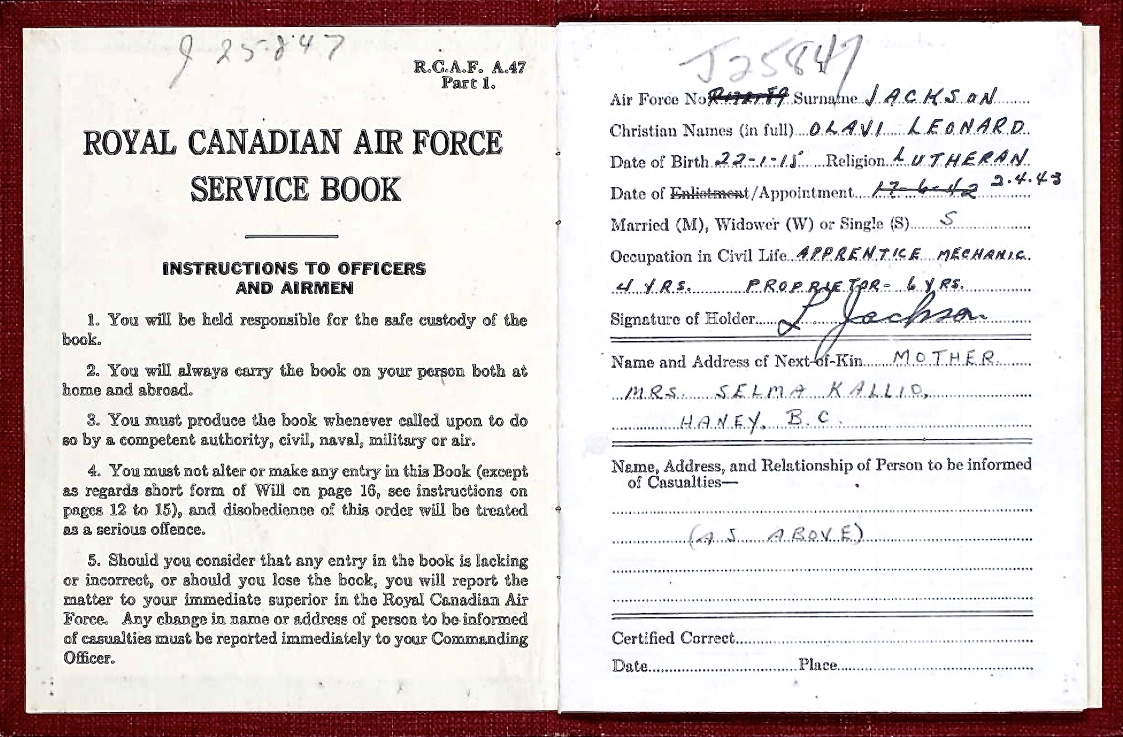 J 25847
R.C.A.F. A.47
Part 1.
ROYAL CANADIAN AIR FORCE
SERVICE BOOK
INSTRUCTIONS TO OFFICERS
AND AIRMEN
1. You will be held responsible for the safe custody of the
book.
2. You will always carry the book on your person both at
home and abroad.
3. You must produce the book whenever called upon to do
so by a competent authority, civil, naval, military or air.
4. You must not alter or make any entry in this Book (except
as regards short form of Will on page 16, see instructions on
pages 12 to 15), and disobedience of this order will be treated
as a serious offence.
5. Should you consider that any entry in the book is lacking
or incorrect, or should you lose the book, you will report the
matter to your immediate superior in the Royal Canadian Air
Force. Any change in name or address of person to be informed
of casualties must be reported immediately to your Commanding
Officer.
J25847
1
Air Force No. Surname JACKSON
Christian Names (in full) OLAVI LEONARD
Date of Birth 22-1-15 Religion LUTHERAN
Date of Enlistment/Appointment 17-6-42 2.4.43
Married (M), Widower (W) or Single (S) S
Occupation in Civil Life APPRENTICE MECHANIC.
4 YRS. PROPRIETOR- 6 YRS.
Signature of Holder L Jackson
Name and Address of Next-of-Kin MOTHER
MRS. SELMA KALLIO,
HANEY. B.C.
Name, Address, and Relationship of Person to be informed
of Casualties—
(AS ABOVE)
Certified Correct
Date Place